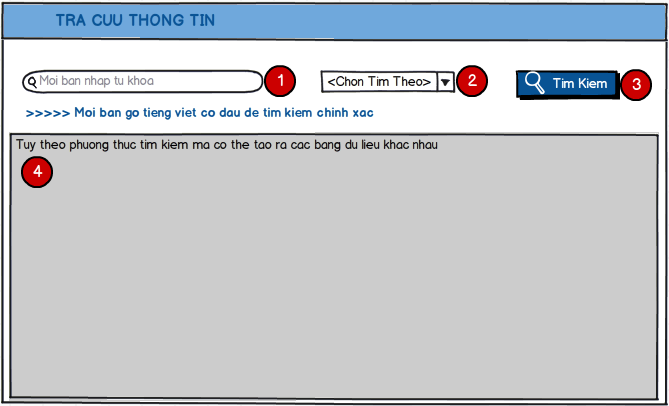 TRA CUU THONG TIN
Moi ban nhap tu khoa
1
<Chon Tim Theo>
2
Tim Kiem
3
>>>>> Moi ban go tieng viet co dau de tim kiem chinh xac
Tuy theo phuong thuc tim kiem ma co the tao ra cac bang du lieu khac nhau
4